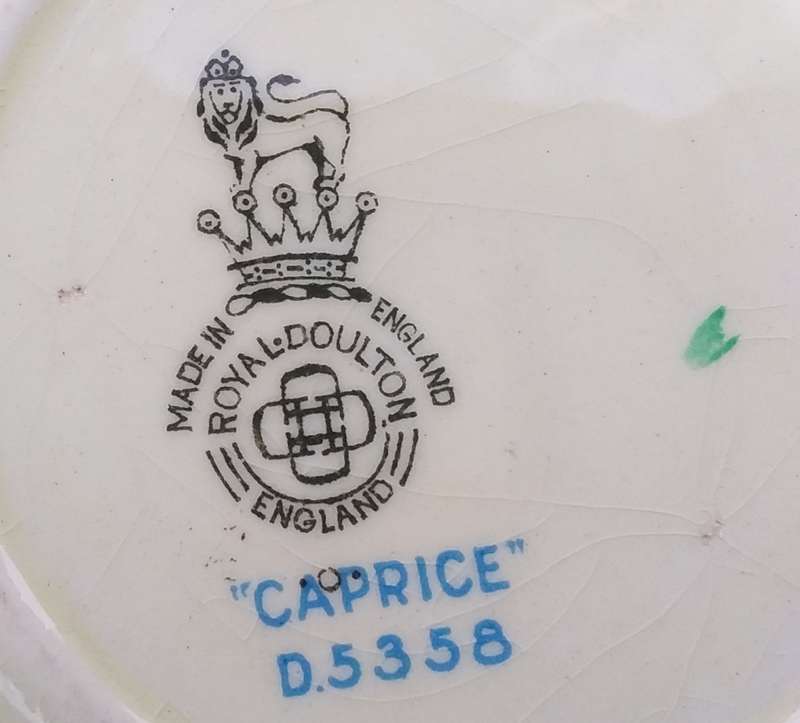 MADE IN ENGLAND
ROYAL·DOULTON
ENGLAND
"CAPRICE"
D.5358